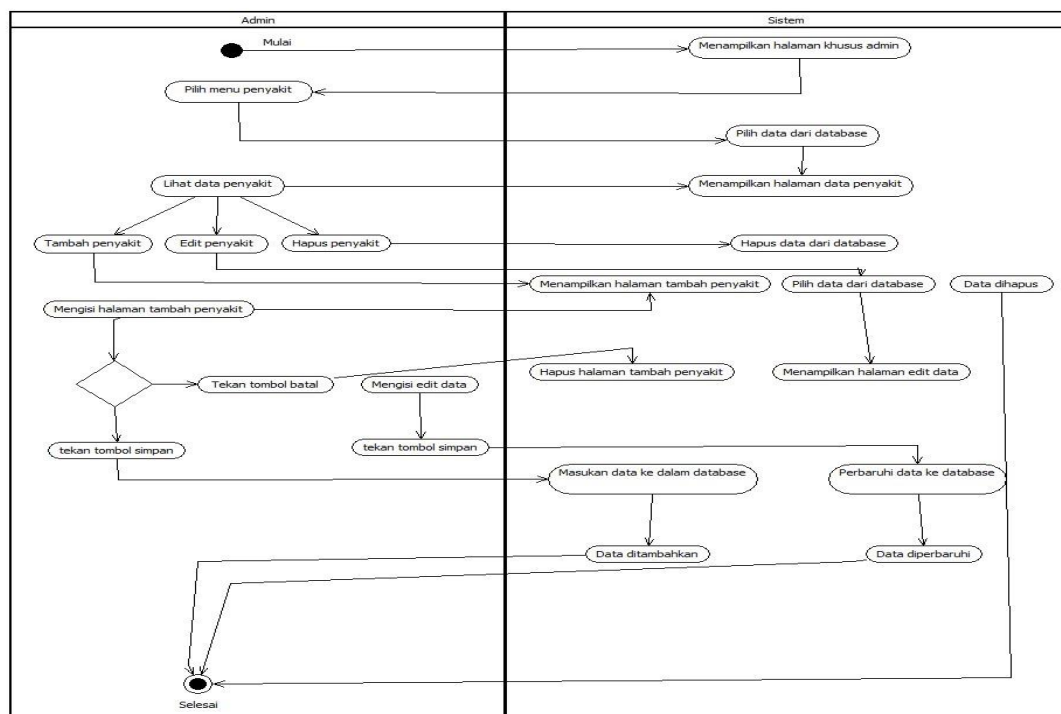 Admin
Sistem
Mulai
Menampilkan halaman khusus admin
Pilih menu penyakit
Pilih data dari database
Lihat data penyakit
Menampilkan halaman data penyakit
Tambah penyakit
Edit penyakit
Hapus penyakit
Hapus data dari database
Menampilkan halaman tambah penyakit
Pilih data dari database
Data dihapus
Mengisi halaman tambah penyakit
Hapus halaman tambah penyakit
Menampilkan halaman edit data
Tekan tombol batal
Mengisi edit data
tekan tombol simpan
tekan tombol simpan
Masukan data ke dalam database
Perbaruhi data ke database
Data ditambahkan
Data diperbaruhi
Selesai